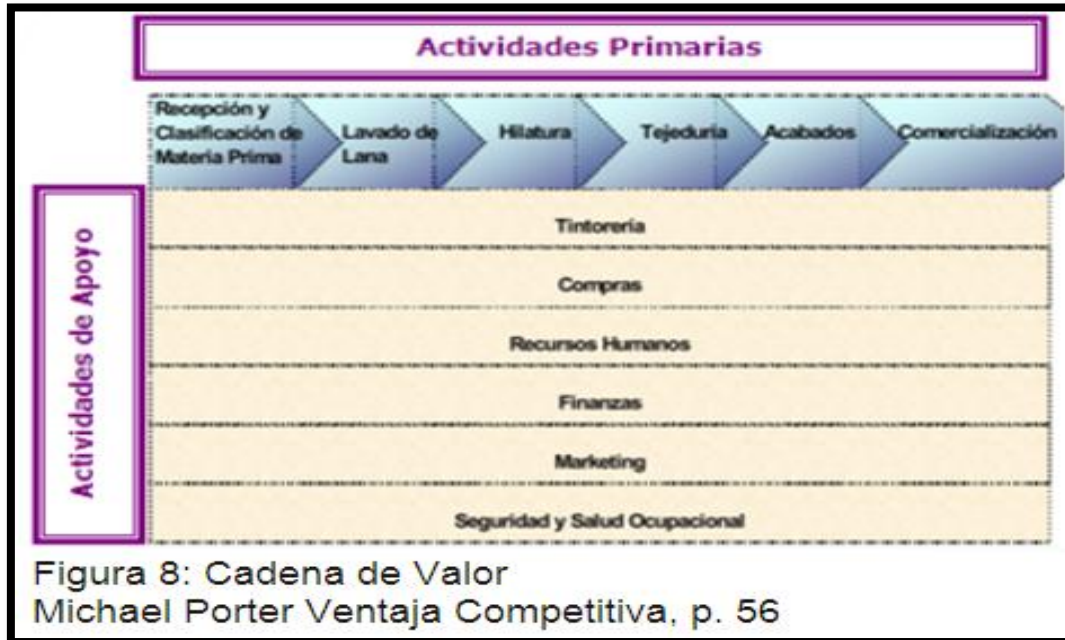 Actividades Primarias
Recepción y
Clasificación de
Materia Prima
Lavado de
Lana
Hilatura
Tejeduría
Acabados
Comercialización
Actividades de Apoyo
Tintorería
Compras
Recursos Humanos
Finanzas
Marketing
Seguridad y Salud Ocupacional
Figura 8: Cadena de Valor
Michael Porter Ventaja Competitiva, p. 56